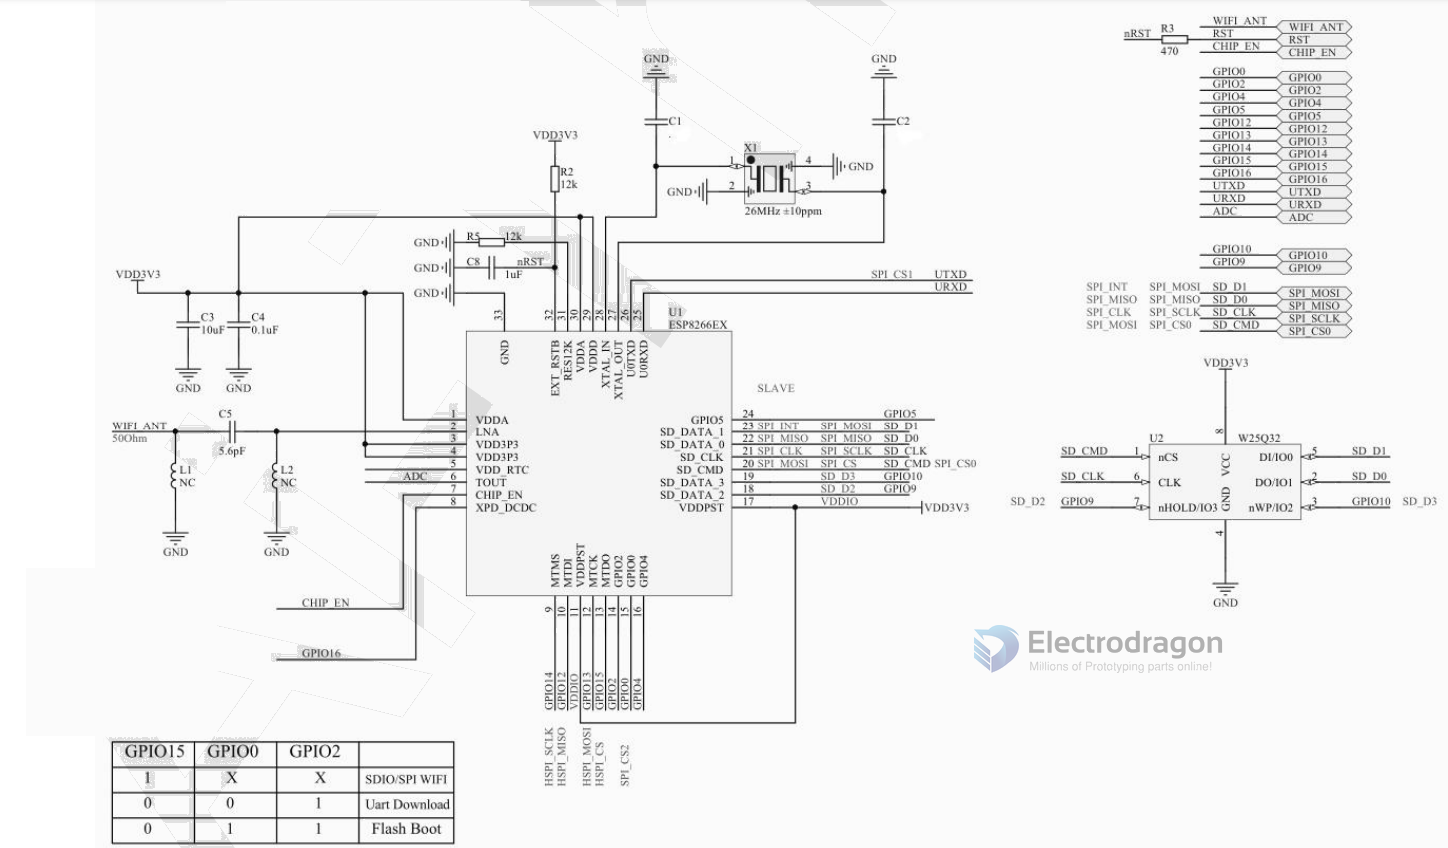 WIFI_ANT WIFI_ANT
nRST R3 RST RST
470 CHIP_EN CHIP_EN
GPIO0 GPIO0
GPIO2 GPIO2
GPIO4 GPIO4
GPIO5 GPIO5
GPIO12 GPIO12
GPIO13 GPIO13
GPIO14 GPIO14
GPIO15 GPIO15
GPIO16 GPIO16
UTXD UTXD
URXD URXD
ADC ADC
GPIO10 GPIO10
GPIO9 GPIO9
SPI_INT SPI_MOSI SD_D1 SPI_MOSI
SPI_MISO SPI_MISO SD_D0 SPI_MISO
SPI_CLK SPI_SCLK SD_CLK SPI_SCLK
SPI_MOSI SPI_CS0 SD_CMD SPI_CS0
GND GND
C1 C2
VDD3V3
R2
12k
X1
1 4 GND
GND 2 3
26MHz ±10ppm
GND R5 12k
GND C8 nRST
1uF
GND
SPI_CS1 UTXD
URXD
VDD3V3
C3
10uF
C4
0.1uF
GND GND
33 32 31 30 29 28 27 26 25
U1
ESP8266EX
GND EXT_RSTB RES12K VDDA VDDD XTAL_IN XTAL_OUT U0TXD U0RXD
SLAVE
WIFI_ANT
50Ohm
C5
5.6pF
L1
NC
L2
NC
GND GND
1 VDDA
2 LNA
3 VDD3P3
4 VDD3P3
5 VDD_RTC
ADC 6 TOUT
7 CHIP_EN
8 XPD_DCDC
GPIO5 24 GPIO5
SD_DATA_1 23 SPI_INT SPI_MOSI SD_D1
SD_DATA_0 22 SPI_MISO SPI_MISO SD_D0
SD_CLK 21 SPI_CLK SPI_SCLK SD_CLK
SD_CMD 20 SPI_MOSI SPI_CS SD_CMD SPI_CS0
SD_DATA_3 19 SD_D3 GPIO10
SD_DATA_2 18 SD_D2 GPIO9
VDDPST 17 VDDIO VDD3V3
MTMS MTDI VDDPST MTCK MTDO GPIO2 GPIO0 GPIO4
9 10 11 12 13 14 15 16
CHIP_EN
GPIO16
GPIO14 GPIO12 VDDIO GPIO13 GPIO15 GPIO2 GPIO0 GPIO4
HSPI_SCLK HSPI_MISO HSPI_MOSI HSPI_CS SPI_CS2
VDD3V3
8
U2 W25Q32
SD_CMD 1 nCS VCC DI/IO0 5 SD_D1
SD_CLK 6 CLK DO/IO1 2 SD_D0
SD_D2 GPIO9 7 nHOLD/IO3 GND nWP/IO2 3 GPIO10 SD_D3
4
GND
Electrodragon
Millions of Prototyping parts online!
GPIO15 GPIO0 GPIO2
1 X X SDIO/SPI WIFI
0 0 1 Uart Download
0 1 1 Flash Boot